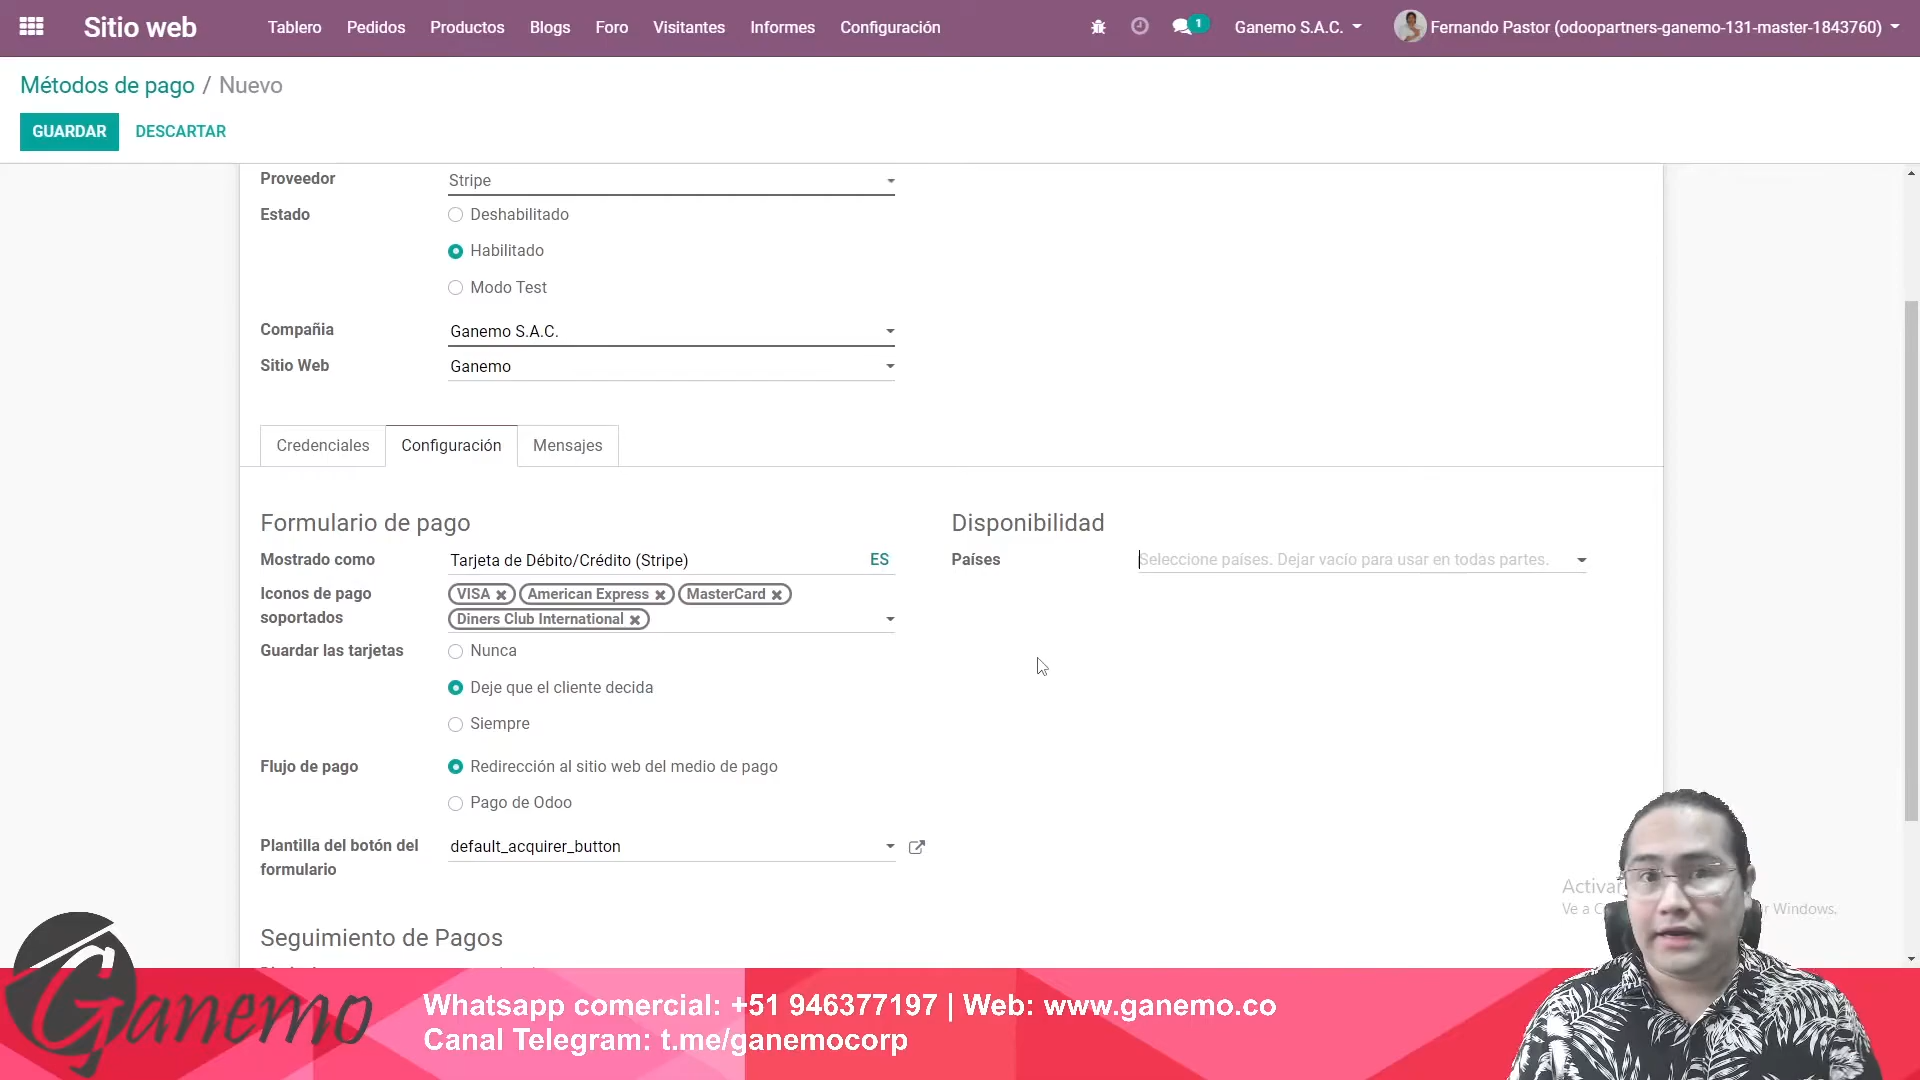 Sitio web
Tablero Pedidos Productos Blogs Foro Visitantes Informes Configuración
1
Ganemo S.A.C.
Fernando Pastor (odoopartners-ganemo-131-master-1843760)
Métodos de pago / Nuevo
GUARDAR DESCARTAR
Proveedor Stripe
Estado Deshabilitado
Habilitado
Modo Test
Compañia Ganemo S.A.C.
Sitio Web Ganemo
Credenciales Configuración Mensajes
Formulario de pago
Mostrado como Tarjeta de Débito/Crédito (Stripe) ES
Iconos de pago soportados VISA American Express MasterCard
Diners Club International
Guardar las tarjetas Nunca
Deje que el cliente decida
Siempre
Flujo de pago Redirección al sitio web del medio de pago
Pago de Odoo
Plantilla del botón del formulario default_acquirer_button
Seguimiento de Pagos
Disponibilidad
Países Seleccione países. Dejar vacío para usar en todas partes.
Activar
Ve a Windows.
Ganemo
Whatsapp comercial: +51 946377197 | Web: www.ganemo.co
Canal Telegram: t.me/ganemocorp